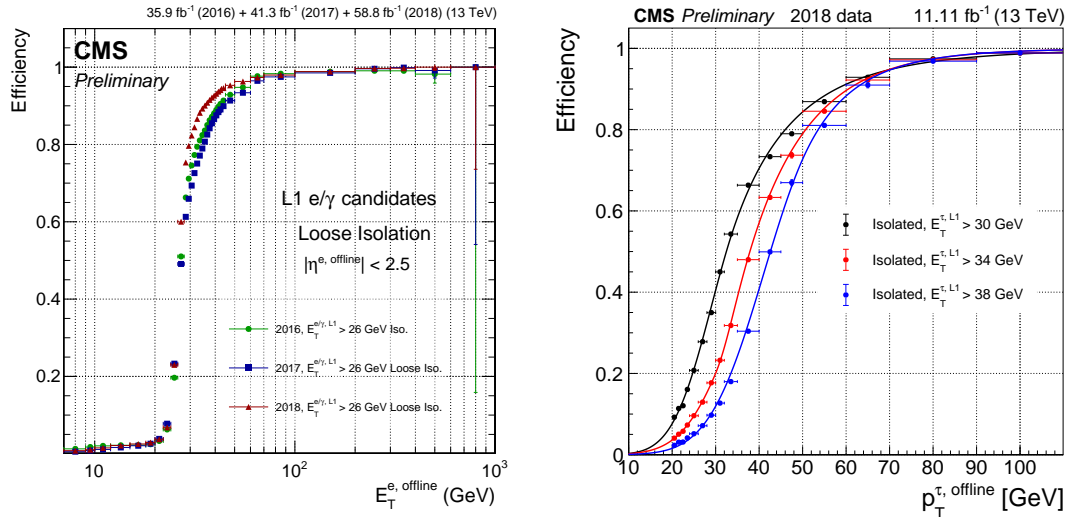 35.9 fb⁻¹ (2016) + 41.3 fb⁻¹ (2017) + 58.8 fb⁻¹ (2018) (13 TeV)
CMS
Preliminary
Efficiency
1
0.8
0.6
0.4
0.2
L1 e/γ candidates
Loose Isolation
|η^{e, offline}| < 2.5
2016, E_T^{e/γ, L1} > 26 GeV Iso.
2017, E_T^{e/γ, L1} > 26 GeV Loose Iso.
2018, E_T^{e/γ, L1} > 26 GeV Loose Iso.
10 10² 10³
E_T^{e, offline} (GeV)
CMS Preliminary 2018 data 11.11 fb⁻¹ (13 TeV)
Efficiency
1
0.8
0.6
0.4
0.2
0
Isolated, E_T^{τ, L1} > 30 GeV
Isolated, E_T^{τ, L1} > 34 GeV
Isolated, E_T^{τ, L1} > 38 GeV
10 20 30 40 50 60 70 80 90 100
p_T^{τ, offline} [GeV]